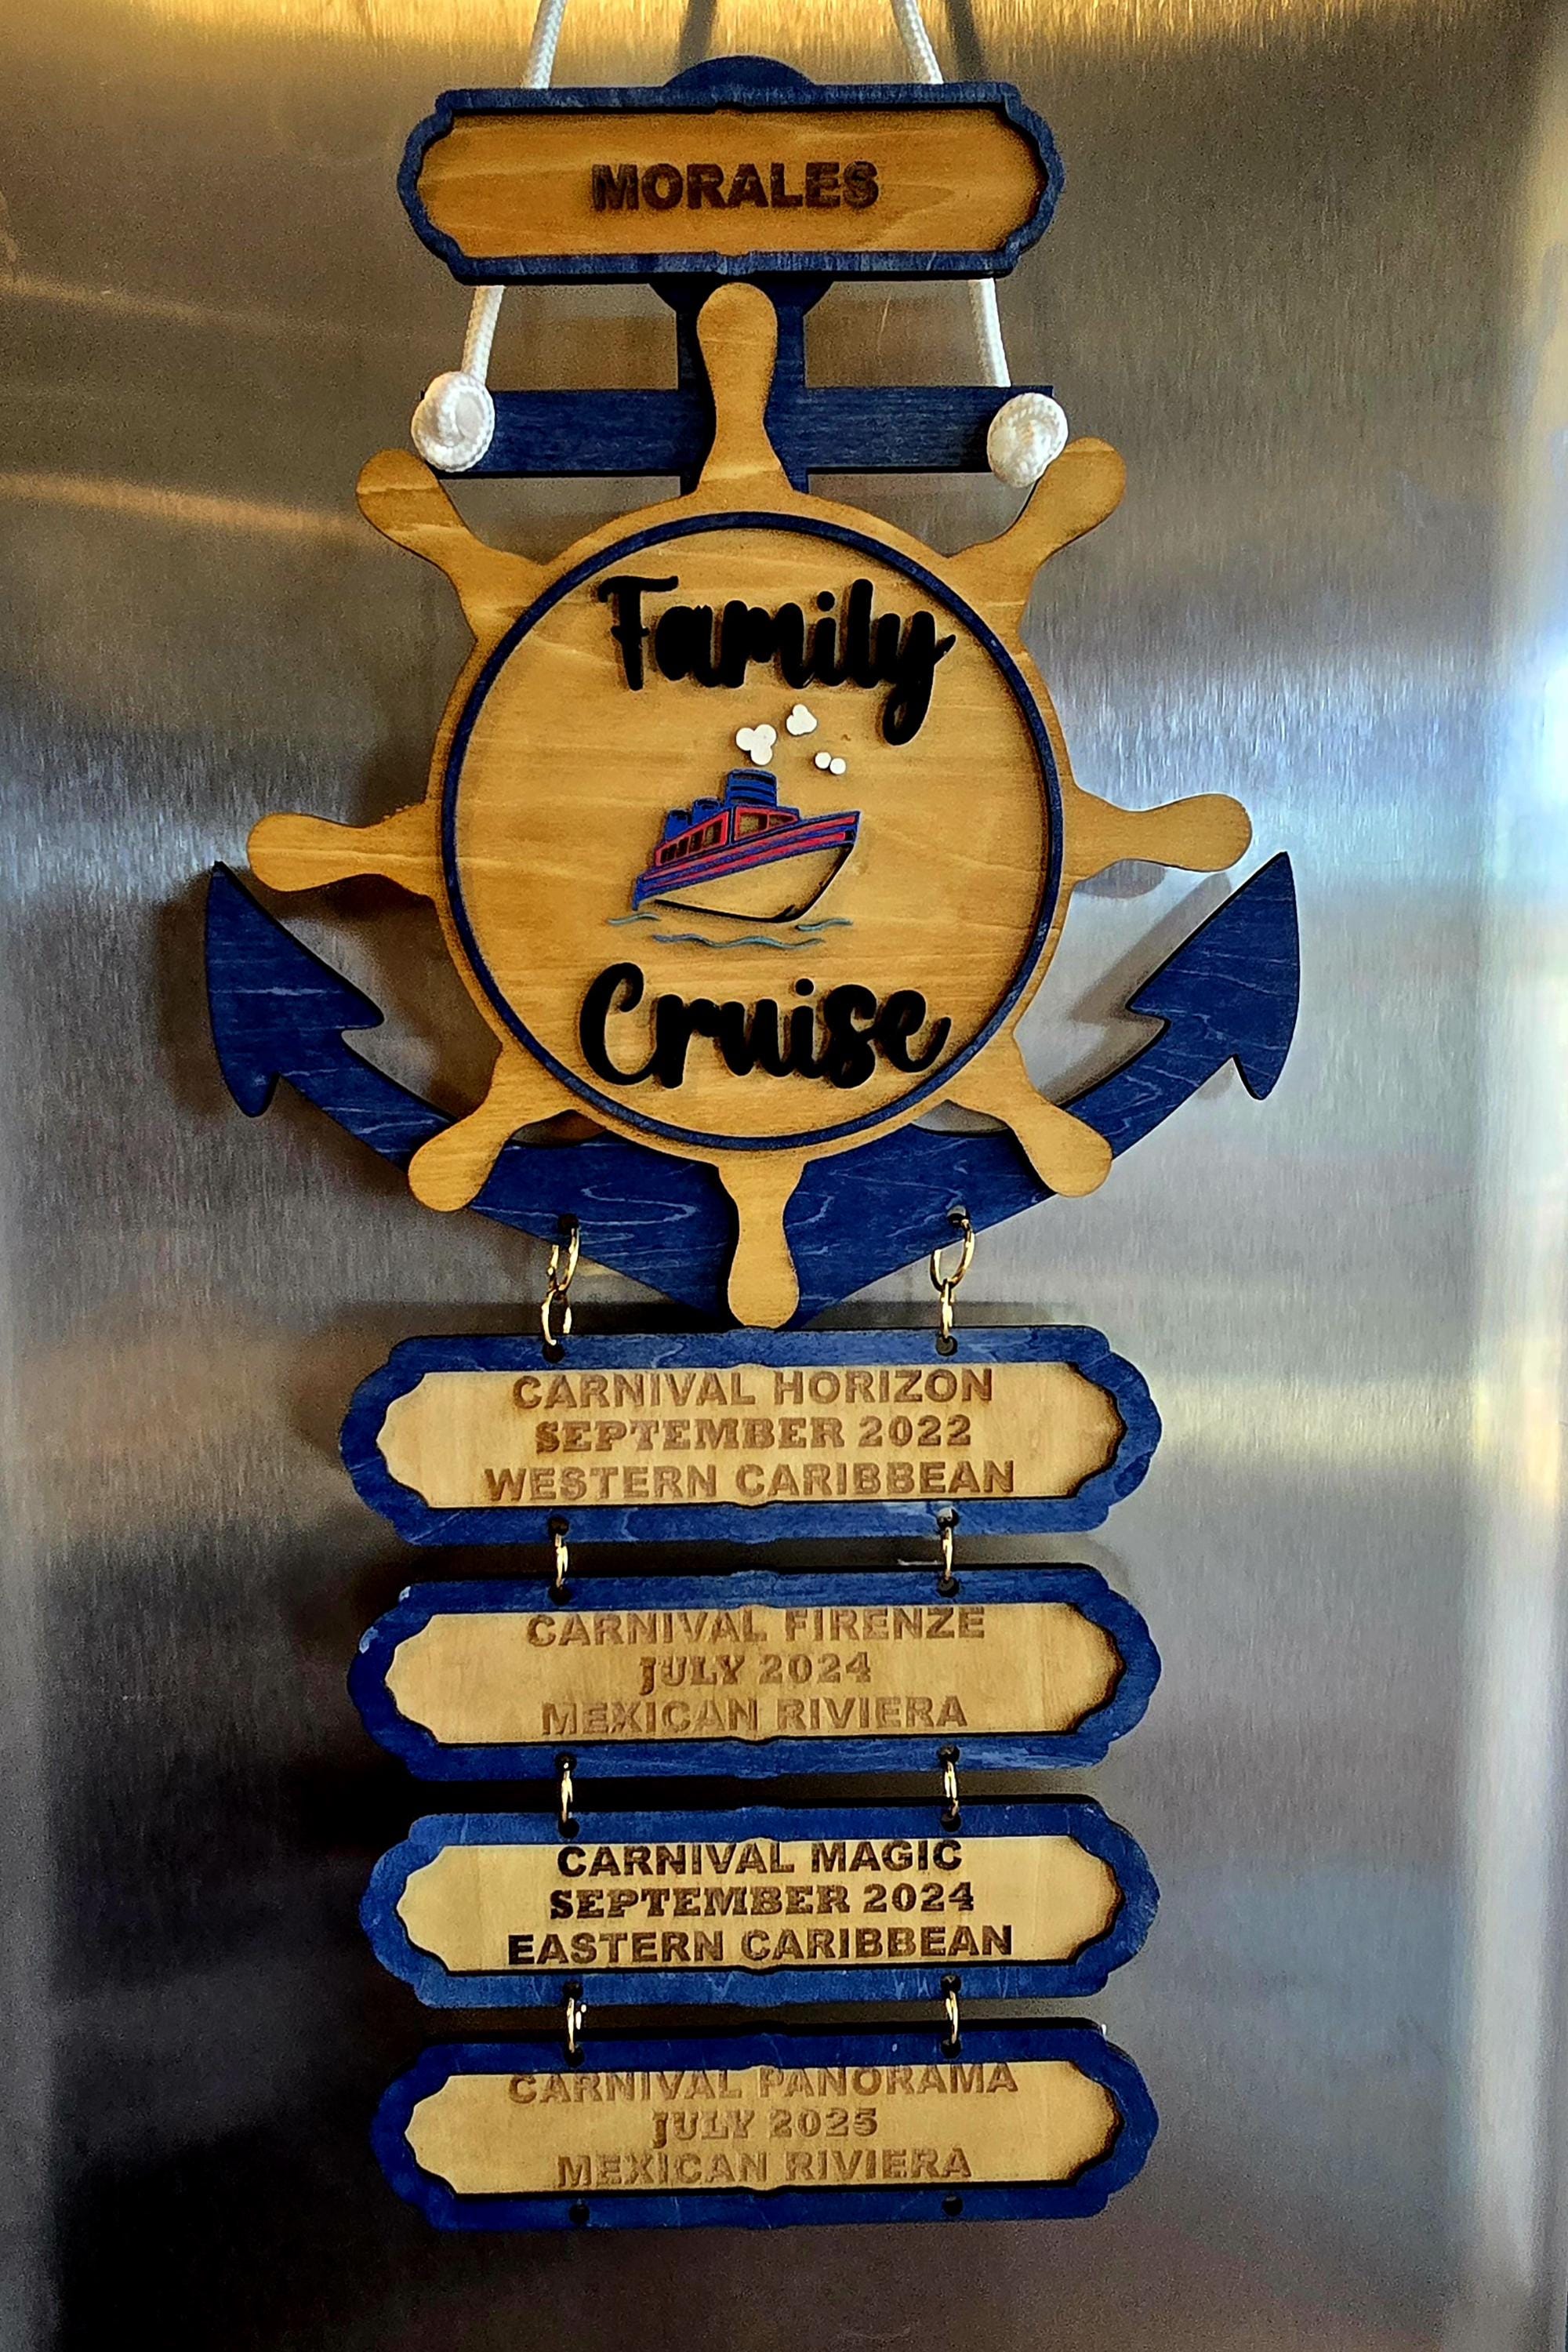 MORALES
Family
Cruise
CARNIVAL HORIZON
SEPTEMBER 2022
WESTERN CARIBBEAN
CARNIVAL FIRENZE
JULY 2024
MEXICAN RIVIERA
CARNIVAL MAGIC
SEPTEMBER 2024
EASTERN CARIBBEAN
CARNIVAL PANORAMA
JULY 2025
MEXICAN RIVIERA